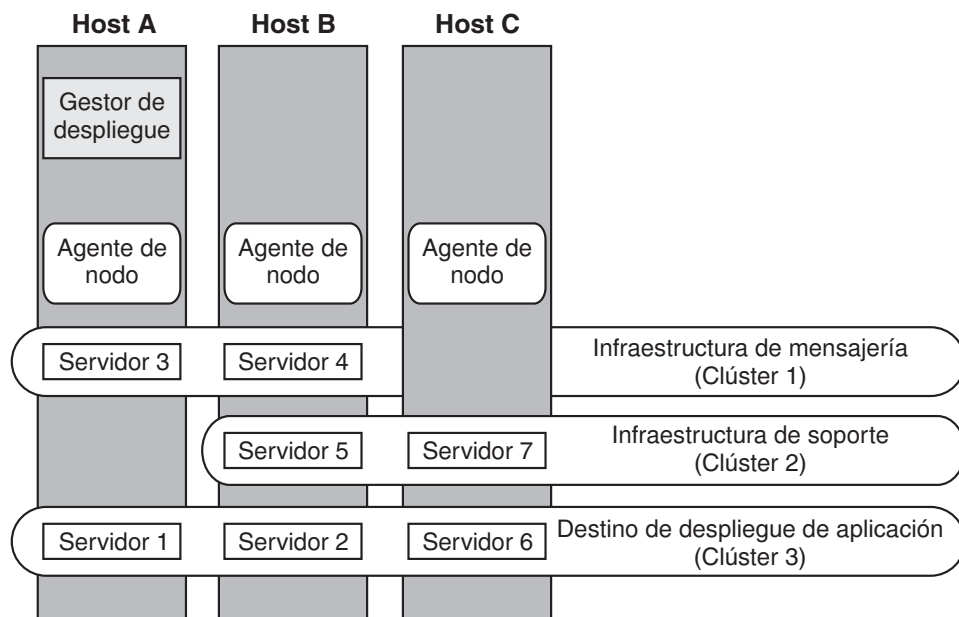 Host A
Host B
Host C
Gestor de
despliegue
Agente de
nodo
Agente de
nodo
Agente de
nodo
Servidor 3
Servidor 4
Infraestructura de mensajería
(Clúster 1)
Servidor 5
Servidor 7
Infraestructura de soporte
(Clúster 2)
Servidor 1
Servidor 2
Servidor 6
Destino de despliegue de aplicación
(Clúster 3)